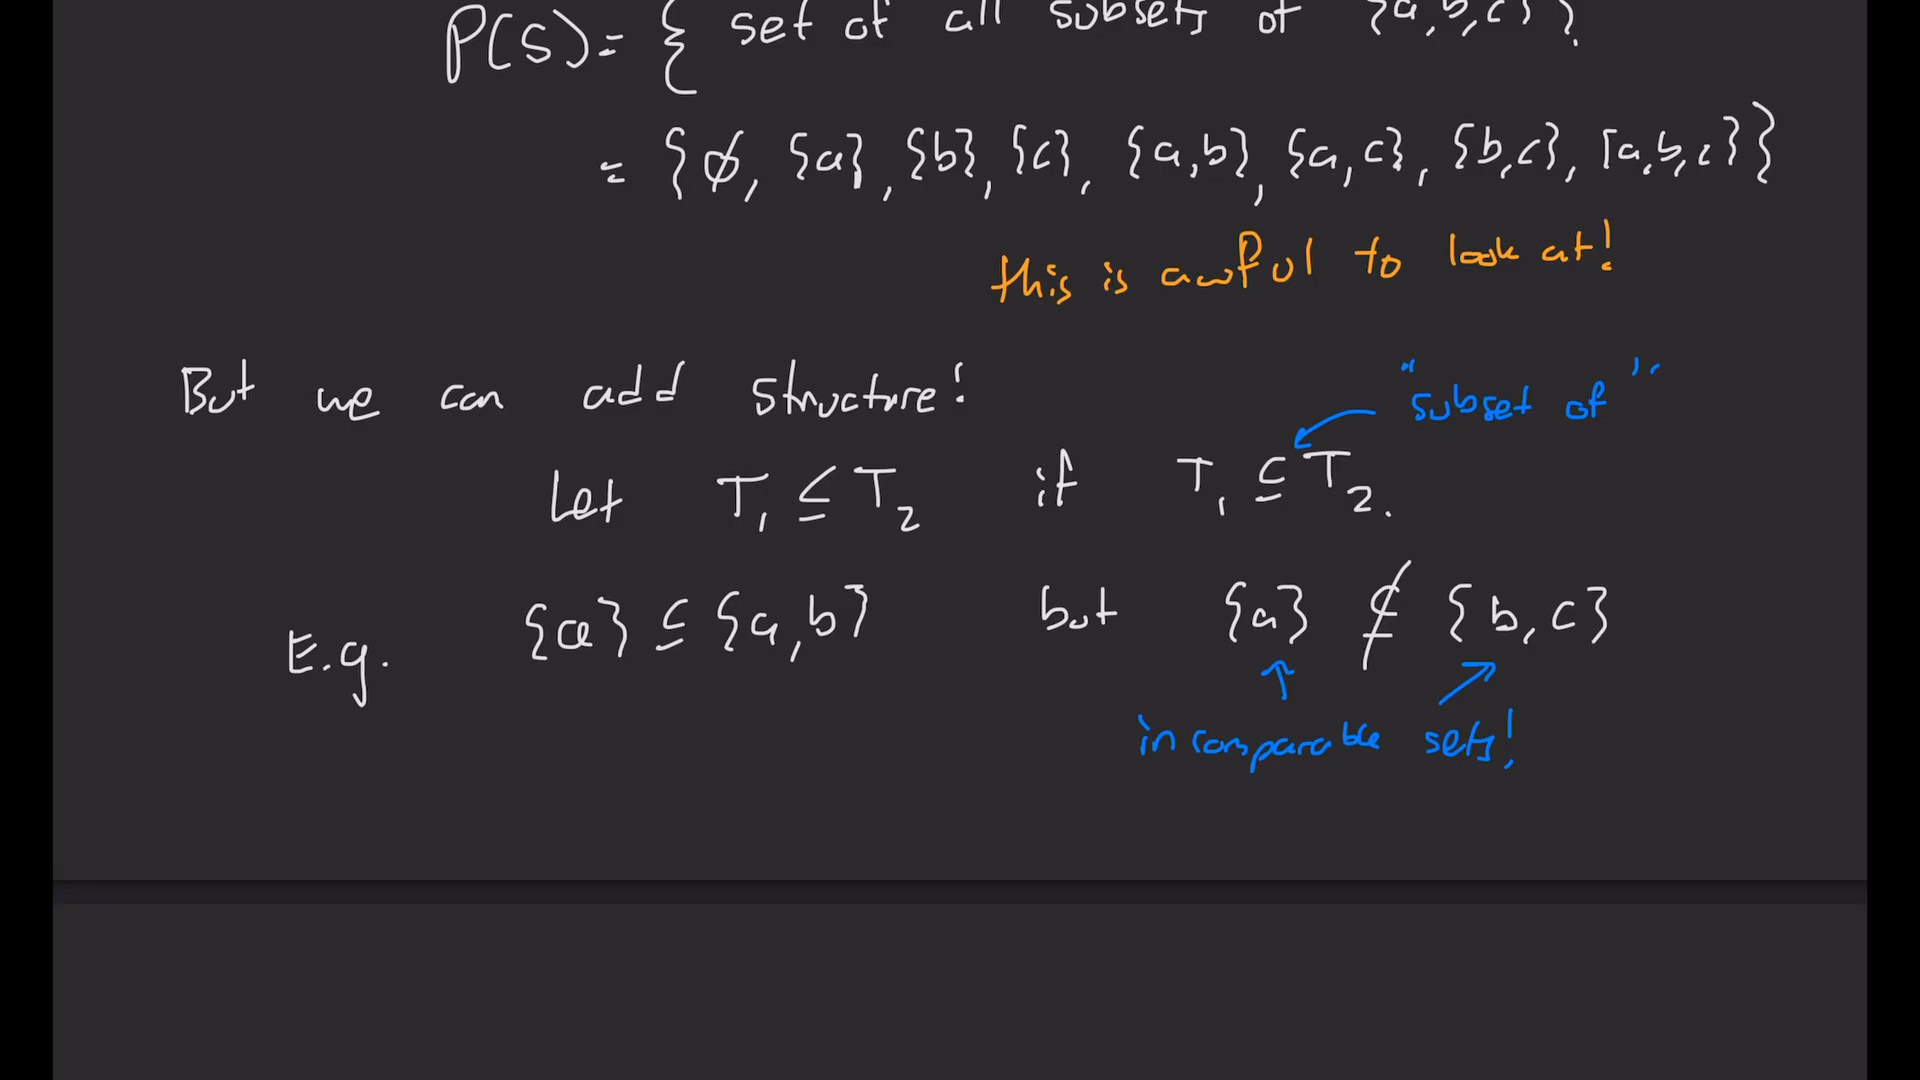 P(S) = { set of all subsets of {a,b,c} }.
= {∅, {a}, {b}, {c}, {a,b}, {a,c}, {b,c}, {a,b,c}}
this is awful to look at!
But we can add structure!
"subset of"
Let T₁ ≤ T₂ if T₁ ⊆ T₂.
E.g. {a} ⊆ {a,b} but {a} ⊈ {b,c}
incomparable sets!